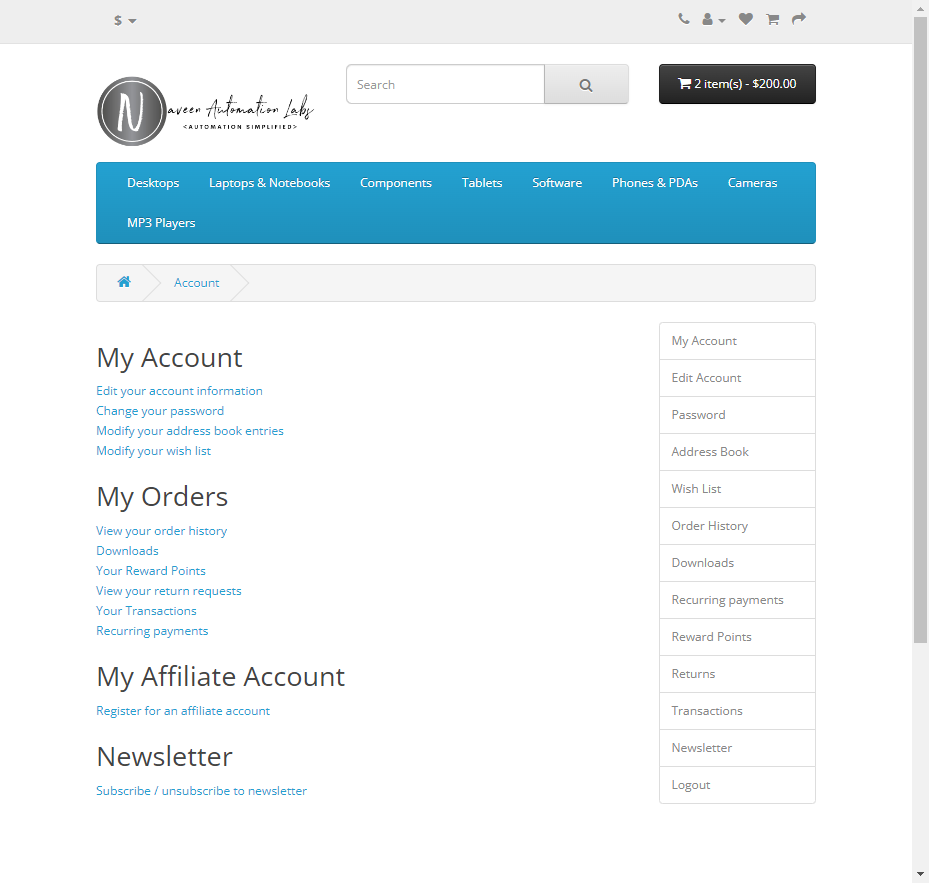 $
Search
2 item(s) - $200.00
N
aveen Automation Labs
<AUTOMATION SIMPLIFIED>
Desktops Laptops & Notebooks Components Tablets Software Phones & PDAs Cameras
MP3 Players
Account
My Account
Edit your account information
Change your password
Modify your address book entries
Modify your wish list
My Orders
View your order history
Downloads
Your Reward Points
View your return requests
Your Transactions
Recurring payments
My Affiliate Account
Register for an affiliate account
Newsletter
Subscribe / unsubscribe to newsletter
My Account
Edit Account
Password
Address Book
Wish List
Order History
Downloads
Recurring payments
Reward Points
Returns
Transactions
Newsletter
Logout